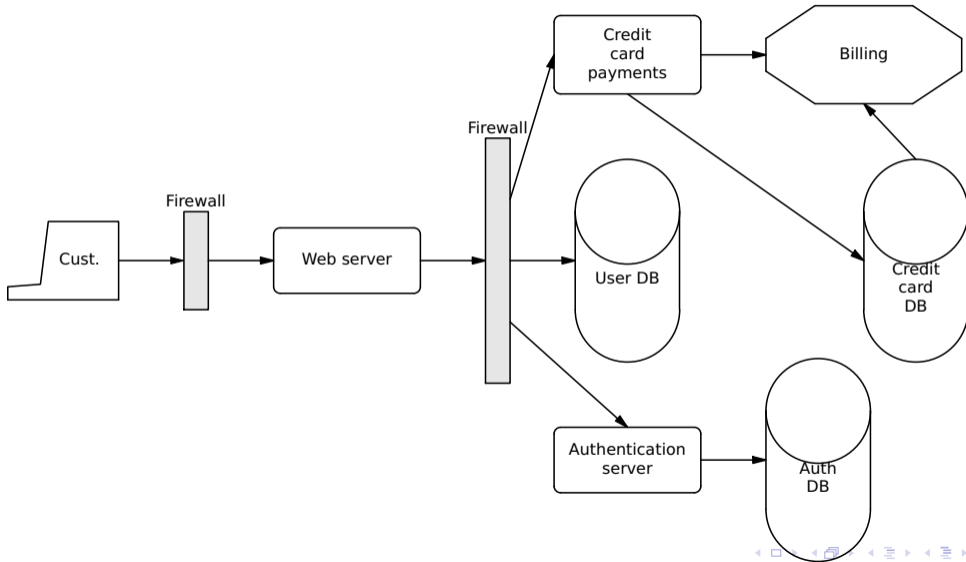 Credit
card
payments
Billing
Firewall
Firewall
Cust.
Web server
User DB
Credit
card
DB
Authentication
server
Auth
DB